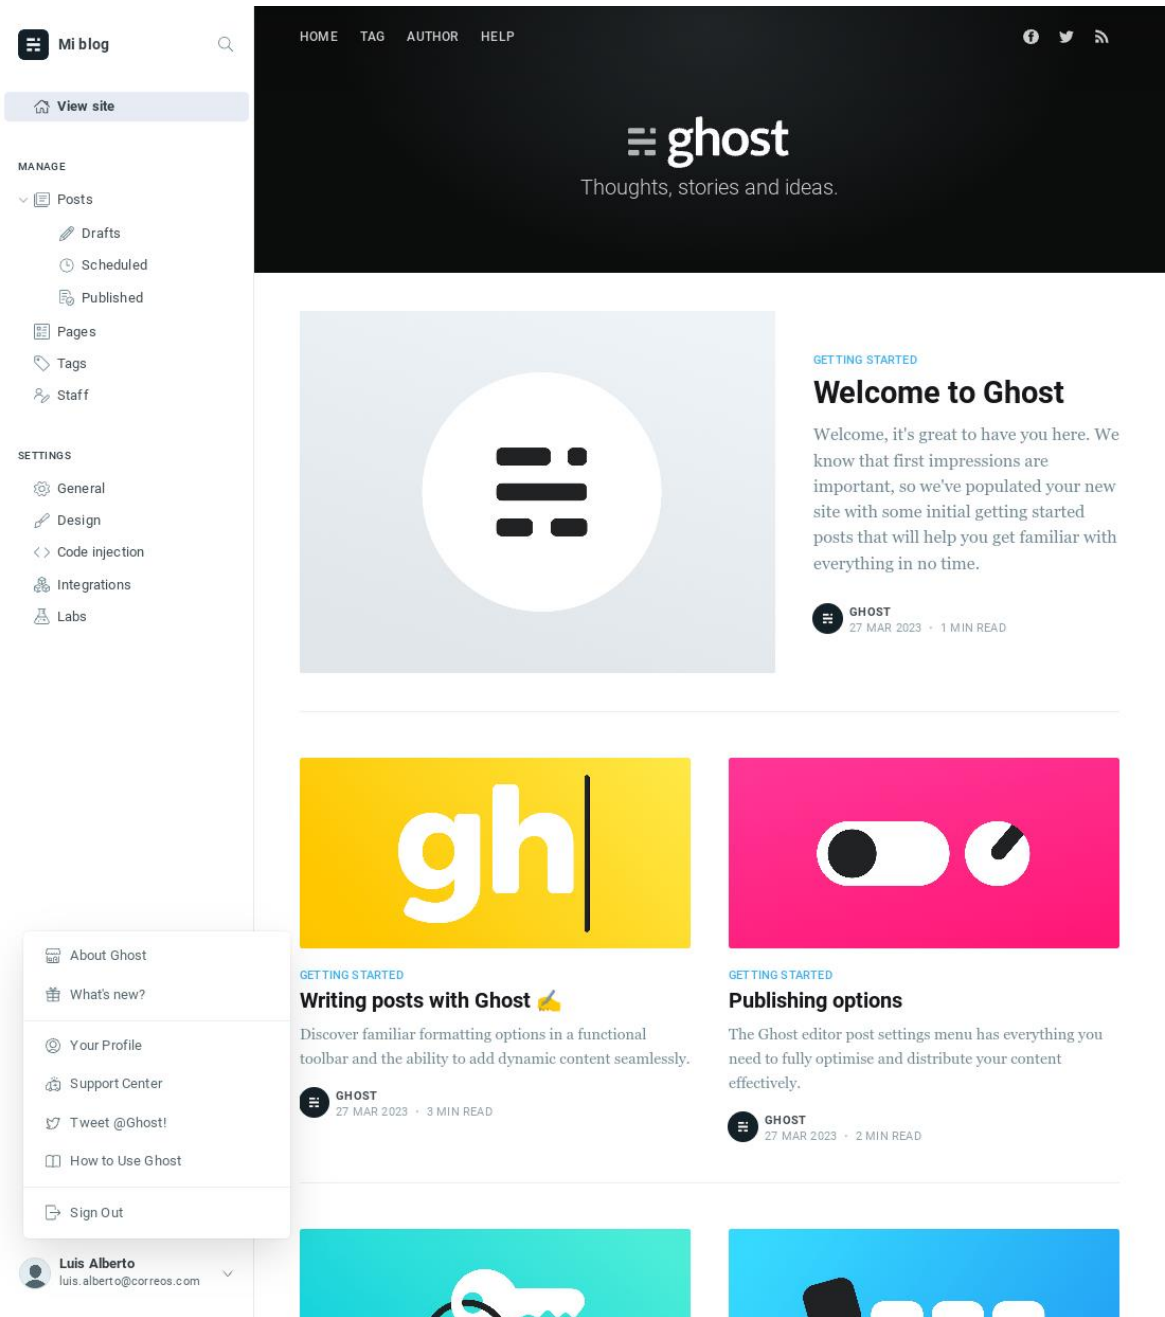 Mi blog
View site
MANAGE
Posts
Drafts
Scheduled
Published
Pages
Tags
Staff
SETTINGS
General
Design
Code injection
Integrations
Labs
About Ghost
What's new?
Your Profile
Support Center
Tweet @Ghost!
How to Use Ghost
Sign Out
Luis Alberto
luis.alberto@correos.com
HOME TAG AUTHOR HELP
ghost
Thoughts, stories and ideas.
GETTING STARTED
Welcome to Ghost
Welcome, it's great to have you here. We
know that first impressions are
important, so we've populated your new
site with some initial getting started
posts that will help you get familiar with
everything in no time.
GHOST
27 MAR 2023 · 1 MIN READ
gh
GETTING STARTED
Writing posts with Ghost ✍️
Discover familiar formatting options in a functional
toolbar and the ability to add dynamic content seamlessly.
GHOST
27 MAR 2023 · 3 MIN READ
GETTING STARTED
Publishing options
The Ghost editor post settings menu has everything you
need to fully optimise and distribute your content
effectively.
GHOST
27 MAR 2023 · 2 MIN READ